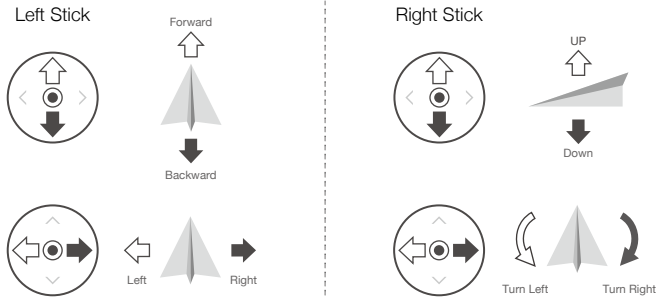 Left Stick
Forward
Backward
Left
Right
Right Stick
UP
Down
Turn Left
Turn Right